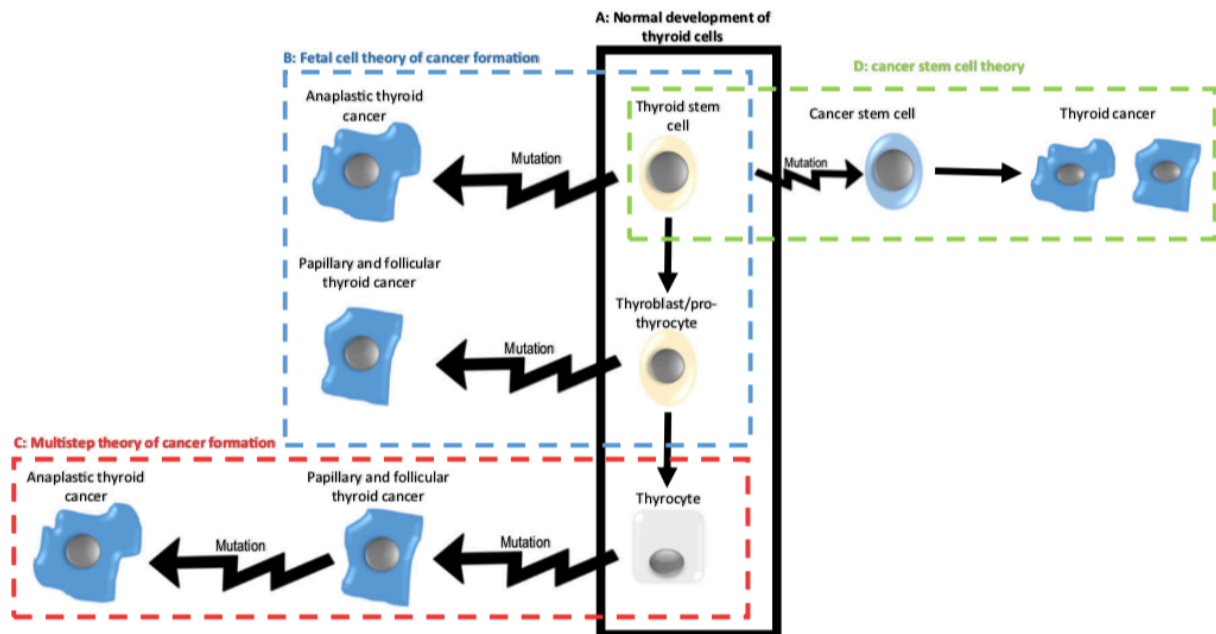 A: Normal development of
thyroid cells
B: Fetal cell theory of cancer formation
D: cancer stem cell theory
Anaplastic thyroid
cancer
Thyroid stem
cell
Cancer stem cell
Thyroid cancer
Mutation
Mutation
Papillary and follicular
thyroid cancer
Thyroblast/pro-
thyrocyte
Mutation
C: Multistep theory of cancer formation
Anaplastic thyroid
cancer
Papillary and follicular
thyroid cancer
Thyrocyte
Mutation
Mutation